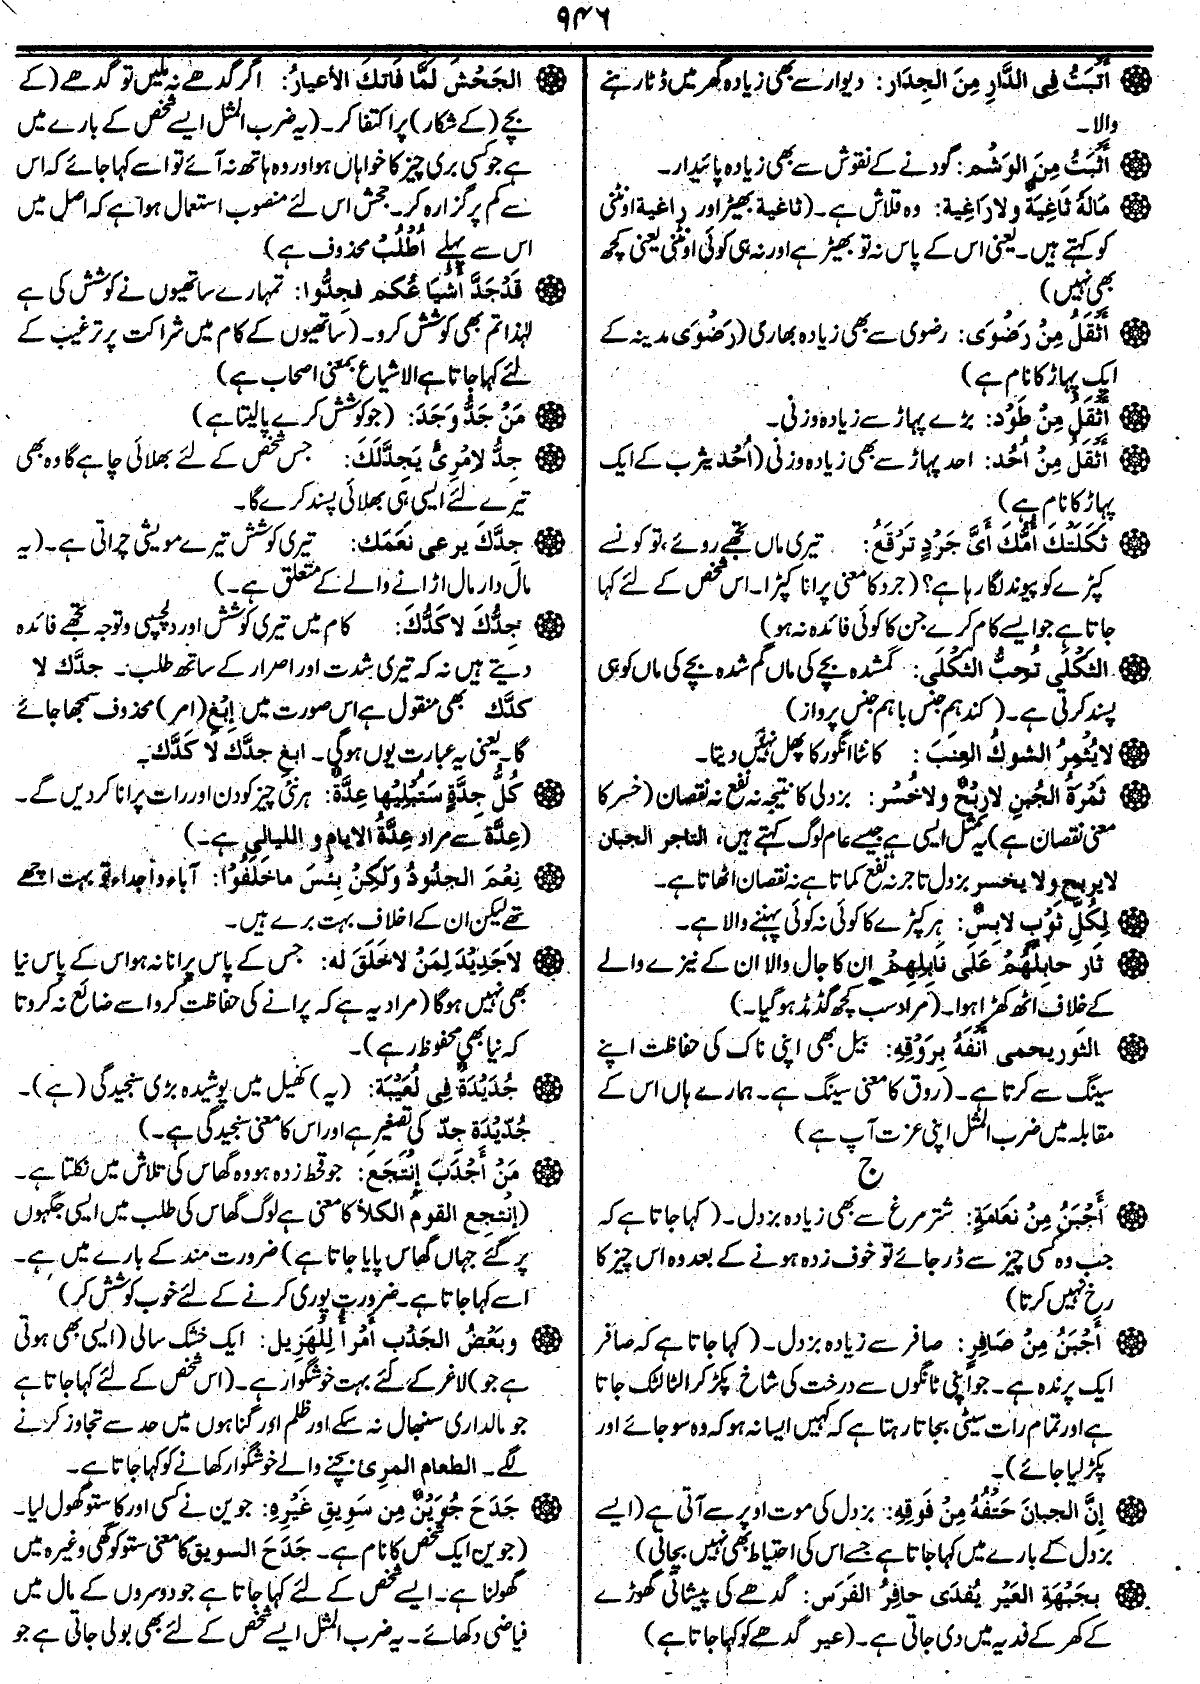 ۹۴۶
أَثْبَتُ فِى الدَّارِ مِنَ الجِدَارِ: دیوار سے بھی زیادہ گھر میں ڈٹا رہنے
والا۔
أَثْبَتُ مِنَ الوَشْم: گودنے کے نقوش سے بھی زیادہ پائیدار۔
مَالَهُ ثَاغِيَةٌ ولا رَاغِية: وہ قلاش ہے۔ (ثاغیة بھیڑ اور راغية اونٹنی
کو کہتے ہیں۔ یعنی اس کے پاس نہ تو بھیڑ ہے اور نہ ہی کوئی اونٹنی یعنی کچھ
بھی نہیں)
أَثْقَلُ مِنْ رَضْوَى: رضوی سے بھی زیادہ بھاری (رَضْوَى مدینہ کے
ایک پہاڑ کا نام ہے)
أَثْقَلُ مِنْ طَوْد: بڑے پہاڑ سے زیادہ وزنی۔
أَثْقَلُ مِنْ أُحُد: احد پہاڑ سے بھی زیادہ وزنی (اُحُد یثرب کے ایک
پہاڑ کا نام ہے)
ثَكَلَتْكَ أُمُّكَ أَىَّ جَرْدٍ تَرْقَعُ: تیری ماں تجھے روئے، تو کونسے
کپڑے کو پیوند لگا رہا ہے؟ (جرد کا معنی پرانا کپڑا۔ اس شخص کے لئے کہا
جاتا ہے جو ایسے کام کرے جن کا کوئی فائدہ نہ ہو)
الثَكْلَى تُحِبُّ الثَكْلَى: گمشدہ بچے کی ماں گم شدہ بچے کی ماں کو ہی
پسند کرتی ہے۔ (کند ہم جنس با ہم جنس پرواز)
لا يُثْمِرُ الشوكُ العِنَبَ: کانٹا انگور کا پھل نہیں دیتا۔
ثَمْرَةُ الجُبْنِ لا رِبْحٌ ولا خُسْر: بزدلی کا نتیجہ نہ نفع نہ نقصان (خسر کا
معنی نقصان ہے) یہ مثل ایسی ہے جیسے عام لوگ کہتے ہیں، التاجر الجبان
لا يربح ولا يخسر بزدل تاجر نہ نفع کماتا ہے نہ نقصان اٹھاتا ہے۔
لِكُلِّ ثَوْبٍ لابِسٌ: ہر کپڑے کا کوئی نہ کوئی پہننے والا ہے۔
ثَار حابِلُهُمْ عَلَى نَابِلِهِمْ ان کا جال والا ان کے نیزے والے
کے خلاف اٹھ کھڑا ہوا۔ (مراد سب کچھ گڈمڈ ہو گیا۔)
الثور يحمى أَنْفَهُ بِرَوْقِهِ: بیل بھی اپنی ناک کی حفاظت اپنے
سینگ سے کرتا ہے۔ (روق کا معنی سینگ ہے۔ ہمارے ہاں اس کے
مقابلہ میں ضرب المثل اپنی عزت آپ ہے)
ج
أَجْبَنُ مِنْ نَعَامَةٍ: شتر مرغ سے بھی زیادہ بزدل۔ (کہا جاتا ہے کہ
جب وہ کسی چیز سے ڈر جائے تو خوف زدہ ہونے کے بعد وہ اس چیز کا
رخ نہیں کرتا)
أَجْبَنُ مِنْ صَافِرٍ: صافر سے زیادہ بزدل۔ (کہا جاتا ہے کہ صافر
ایک پرندہ ہے۔ جو اپنی ٹانگوں سے درخت کی شاخ پکڑ کر الٹا لٹک جاتا
ہے اور تمام رات سیٹی بجاتا رہتا ہے کہ کہیں ایسا نہ ہو کہ وہ سو جائے اور
پکڑ لیا جائے)۔
إِنَّ الجبانَ حَتْفُهُ مِنْ فَوقِهِ: بزدل کی موت اوپر سے آتی ہے (ایسے
بزدل کے بارے میں کہا جاتا ہے جسے اس کی احتیاط بھی نہیں بچاتی)
بِجَبْهَةِ العَيْر يُفدَى حافِرُ الفَرَس: گدھے کی پیشانی گھوڑے
کے کھر کے فدیہ میں دی جاتی ہے۔ (عیر گدھے کو کہا جاتا ہے)
الجَحْشَ لَمَّا فَاتكَ الأعيارُ: اگر گدھے نہ ملیں تو گدھے (کے
بچے (کے شکار) پر اکتفا کر۔ (یہ ضرب المثل ایسے شخص کے بارے میں
ہے جو کسی بری چیز کا خواہاں ہو اور وہ ہاتھ نہ آئے تو اسے کہا جائے کہ اس
سے کم پر گزارہ کر۔ جحش اس لئے منصوب استعمال ہوا ہے کہ اصل میں
اس سے پہلے أُطْلُبْ محذوف ہے)
قَدْ جَدَّ أَشْيَاعُكم فَجِدُّوا: تمہارے ساتھیوں نے کوشش کی ہے
لہٰذا تم بھی کوشش کرو۔ (ساتھیوں کے کام میں شراکت پر ترغیب کے
لئے کہا جاتا ہے الاشیاع بمعنی اصحاب ہے)
مَنْ جَدَّ وَجَدَ: (جو کوشش کرے پا لیتا ہے)
جِدَّ لامْرِئٍ يَجِدَّلَكَ: جس شخص کے لئے بھلائی چاہے گا وہ بھی
تیرے لئے ایسی ہی بھلائی پسند کرے گا۔
جِدَّكَ يرعى نَعَمَك: تیری کوشش تیرے مویشی چراتی ہے۔ (یہ
مال دار مال اڑانے والے کے متعلق ہے۔)
جِدُّكَ لا كَدُّكَ: کام میں تیری کوشش اور دلچسپی و توجہ تجھے فائدہ
دیتے ہیں نہ کہ تیری شدت اور اصرار کے ساتھ طلب۔ جدَّك لا
كدَّك بھی منقول ہے اس صورت میں اِبْغِ (امر) محذوف سمجھا جائے
گا۔ یعنی یہ عبارت یوں ہوگی۔ ابغ جدَّك لا كَدَّكَ۔
كُلُّ جِدَّةٍ سَتُبْلِيْها عِدَّةٌ: ہر نئی چیز کو دن اور رات پرانا کر دیں گے۔
(عِدَّة سے مراد عِدَّةُ الايام و الليالى ہے۔)
نِعْمَ الجدُودُ وَلَكِنْ بِئْسَ ما خَلَفُوْا: آباء و اجداء تو بہت اچھے
تھے لیکن ان کے اخلاف بہت برے ہیں۔
لا جَدِيْدَ لِمَنْ لا خَلَقَ له: جس کے پاس پرانا نہ ہو اس کے پاس نیا
بھی نہیں ہوگا (مراد یہ ہے کہ پرانے کی حفاظت کرو اسے ضائع نہ کرو تا
کہ نیا بھی محفوظ رہے)۔
جُدَيْدَةٌ فِى لُعَيْبَة: (یہ) کھیل میں پوشیدہ بڑی سنجیدگی (ہے)۔
جُدَّيْدَة جِدّ کی تصغیر ہے اور اس کا معنی سنجیدگی ہے۔)
مَنْ أَجْدَبَ إِنْتَجَعَ: جو قحط زدہ ہو وہ گھاس کی تلاش میں نکلتا ہے۔
(اِنْتجع القومُ الكلأ کا معنی ہے لوگ گھاس کی طلب میں ایسی جگہوں
پر گئے جہاں گھاس پایا جاتا ہے) ضرورت مند کے بارے میں ہے۔
اسے کہا جاتا ہے۔ ضرورت پوری کرنے کے لئے خوب کوشش کر)
وبَعْضُ الجَدْبِ أَمْرأُ لِلْهَزِيل: ایک خشک سالی (ایسی بھی ہوتی
ہے جو) لاغر کے لئے بہت خوشگوار ہے۔ (اس شخص کے لئے کہا جاتا ہے
جو مالداری سنبھال نہ سکے اور ظلم اور گناہوں میں حد سے تجاوز کرنے
لگے۔ الطعام المرئ پچنے والے خوشگوار کھانے کو کہا جاتا ہے۔
جَدَحَ جُوَيْنٌ مِن سَوِيقِ غَيْرِهِ: جوین نے کسی اور کا ستو گھول لیا۔
(جوین ایک شخص کا نام ہے۔ جَدَحَ السويق کا معنی ستو کو گھی وغیرہ میں
گھولنا ہے۔ ایسے شخص کے لئے کہا جاتا ہے جو دوسروں کے مال میں
فیاضی دکھائے۔ یہ ضرب المثل ایسے شخص کے لئے بھی بولی جاتی ہے جو